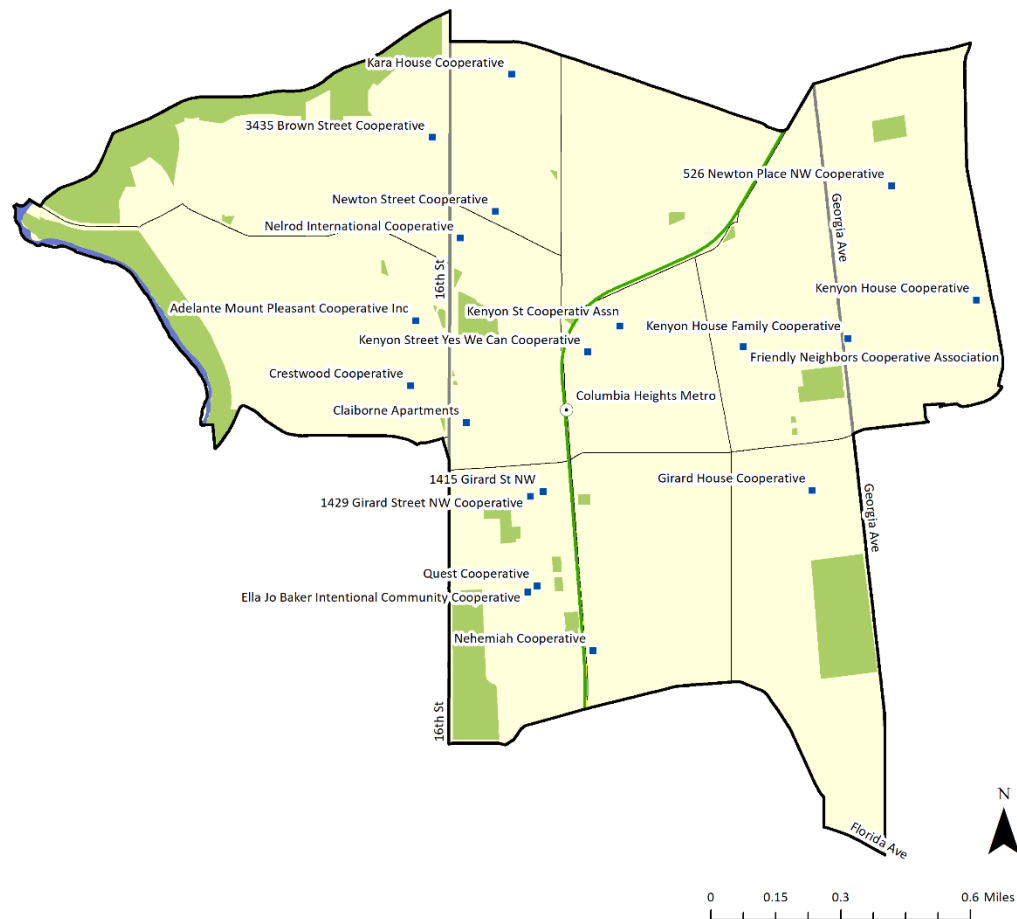 Kara House Cooperative
3435 Brown Street Cooperative
526 Newton Place NW Cooperative
Newton Street Cooperative
Nelrod International Cooperative
Georgia Ave
16th St
Kenyon House Cooperative
Adelante Mount Pleasant Cooperative Inc
Kenyon St Cooperativ Assn
Kenyon House Family Cooperative
Kenyon Street Yes We Can Cooperative
Friendly Neighbors Cooperative Association
Crestwood Cooperative
Columbia Heights Metro
Claiborne Apartments
1415 Girard St NW
Girard House Cooperative
1429 Girard Street NW Cooperative
Georgia Ave
Quest Cooperative
Ella Jo Baker Intentional Community Cooperative
Nehemiah Cooperative
16th St
Florida Ave
N
0 0.15 0.3 0.6 Miles